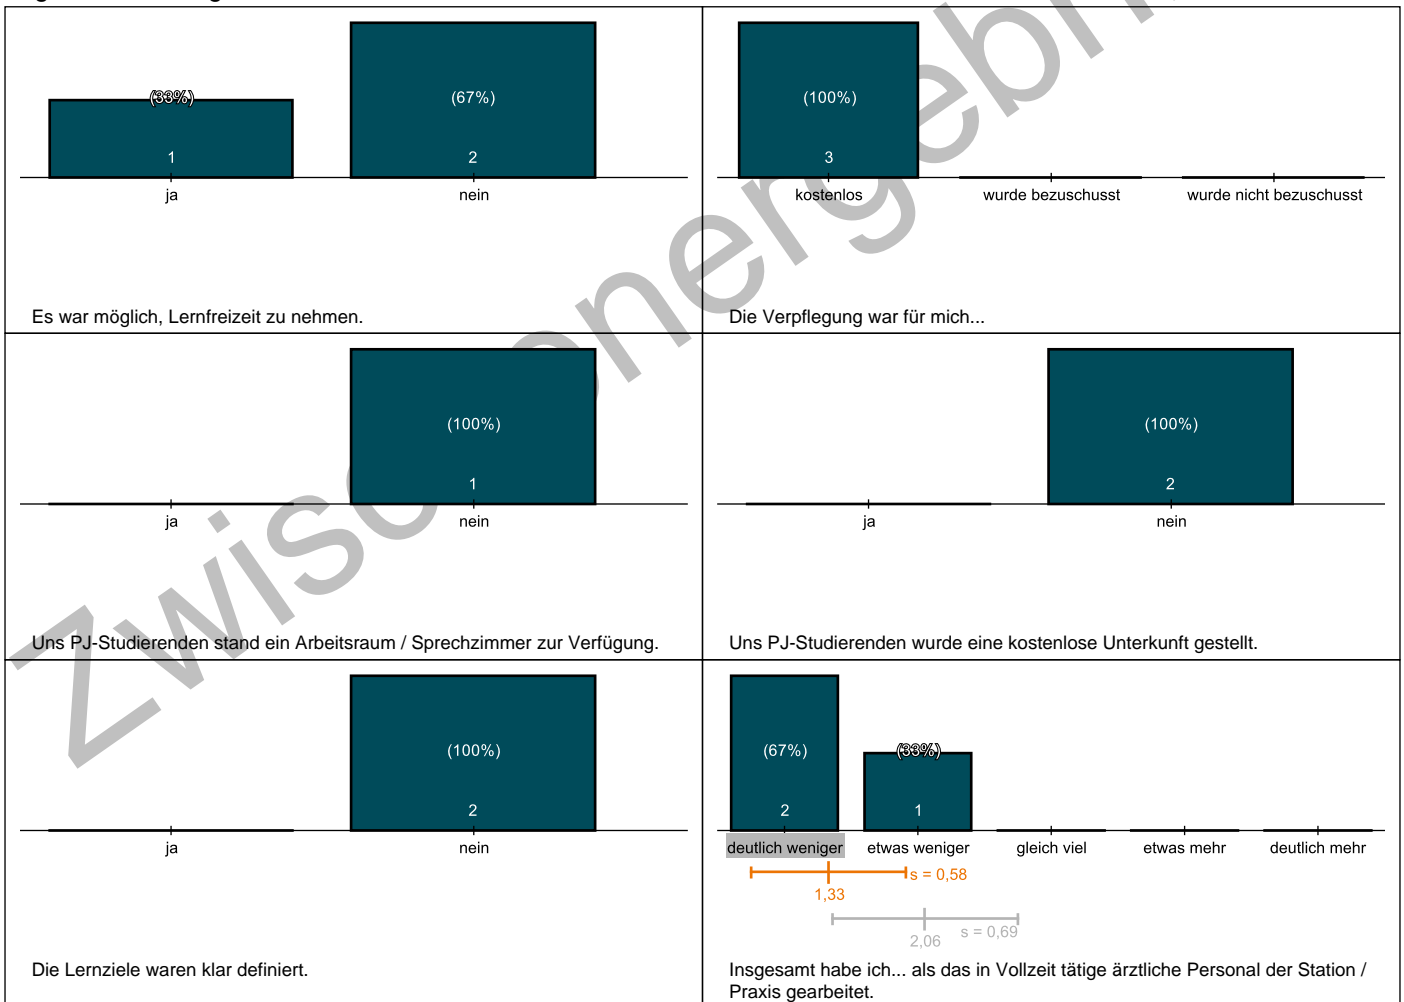 (33%)
1
ja
(67%)
2
nein
Es war möglich, Lernfreizeit zu nehmen.
(100%)
3
kostenlos
wurde bezuschusst
wurde nicht bezuschusst
Die Verpflegung war für mich...
ja
(100%)
1
nein
Uns PJ-Studierenden stand ein Arbeitsraum / Sprechzimmer zur Verfügung.
ja
(100%)
2
nein
Uns PJ-Studierenden wurde eine kostenlose Unterkunft gestellt.
ja
(100%)
2
nein
Die Lernziele waren klar definiert.
(67%)
2
deutlich weniger
(33%)
1
etwas weniger
gleich viel
etwas mehr
deutlich mehr
s = 0,58
1,33
s = 0,69
2,06
Insgesamt habe ich... als das in Vollzeit tätige ärztliche Personal der Station /
Praxis gearbeitet.